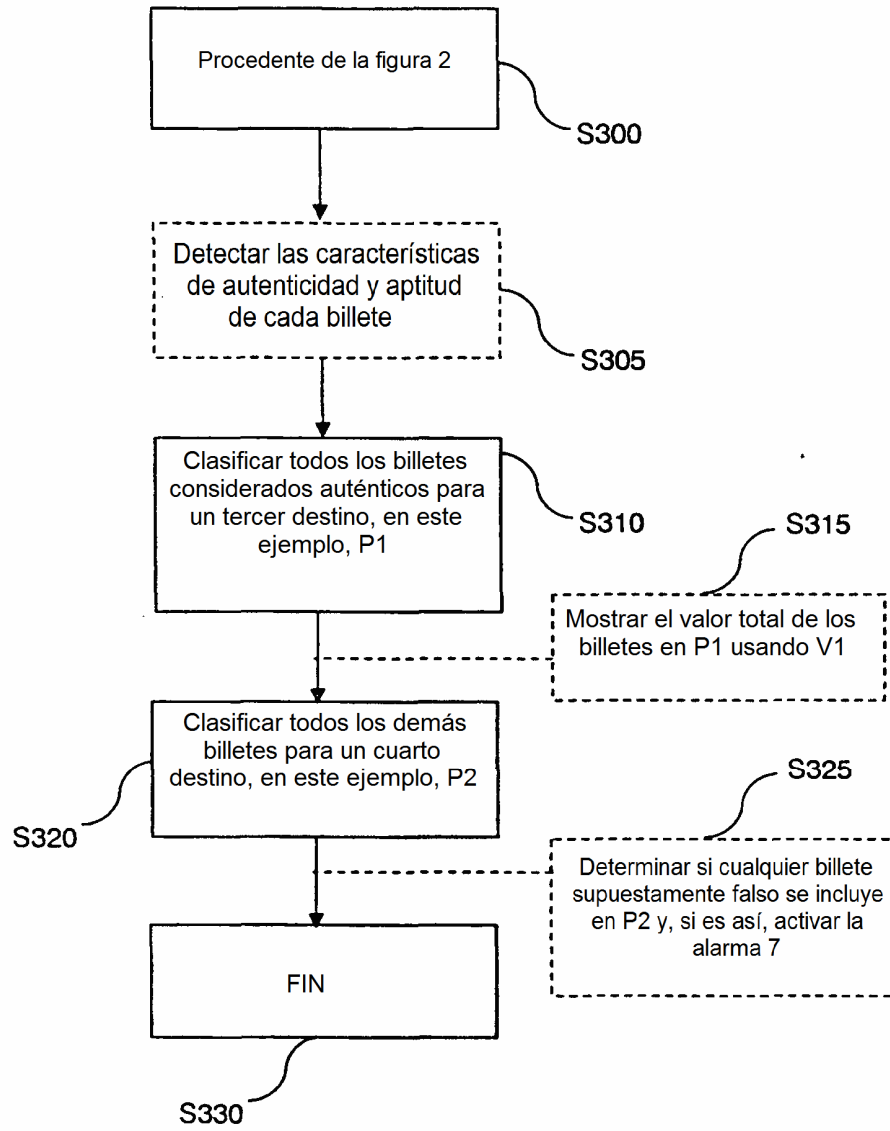 Procedente de la figura 2
S300
Detectar las características
de autenticidad y aptitud
de cada billete
S305
Clasificar todos los billetes
considerados auténticos para
un tercer destino, en este
ejemplo, P1
S310
S315
Mostrar el valor total de los
billetes en P1 usando V1
Clasificar todos los demás
billetes para un cuarto
destino, en este ejemplo, P2
S320
S325
Determinar si cualquier billete
supuestamente falso se incluye
en P2 y, si es así, activar la
alarma 7
FIN
S330